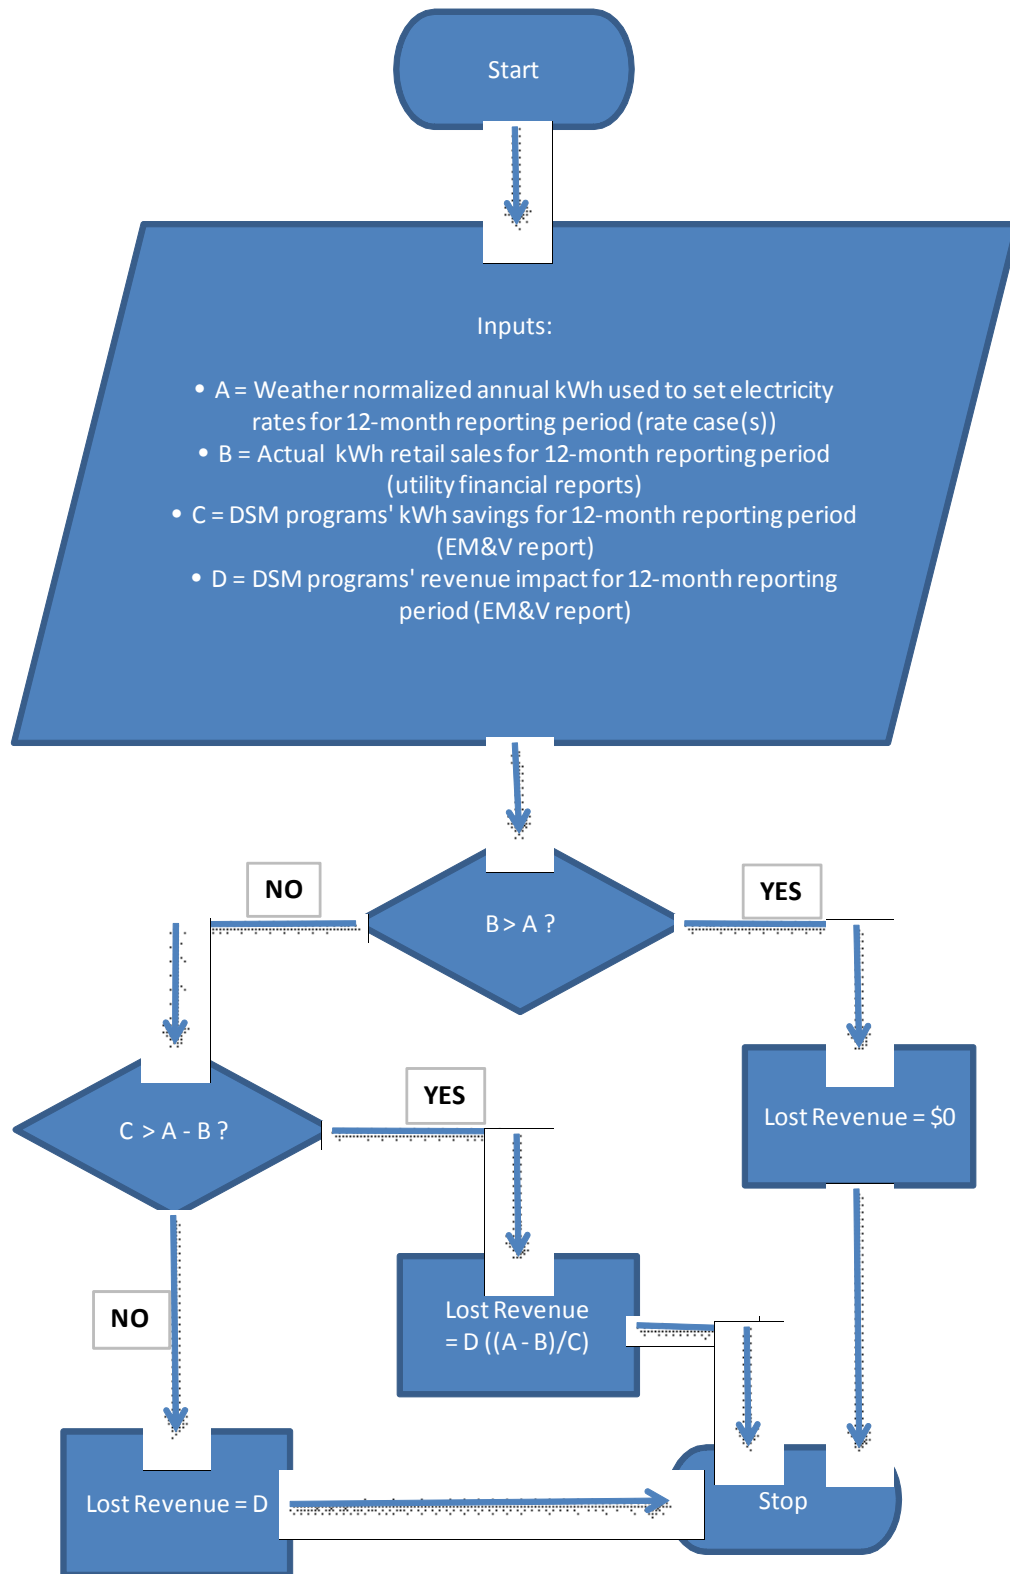 Start
Inputs:
• A = Weather normalized annual kWh used to set electricity
rates for 12-month reporting period (rate case(s))
• B = Actual kWh retail sales for 12-month reporting period
(utility financial reports)
• C = DSM programs' kWh savings for 12-month reporting period
(EM&V report)
• D = DSM programs' revenue impact for 12-month reporting
period (EM&V report)
NO
YES
B > A ?
YES
C > A - B ?
Lost Revenue = $0
NO
Lost Revenue
= D ((A - B)/C)
Lost Revenue = D
Stop